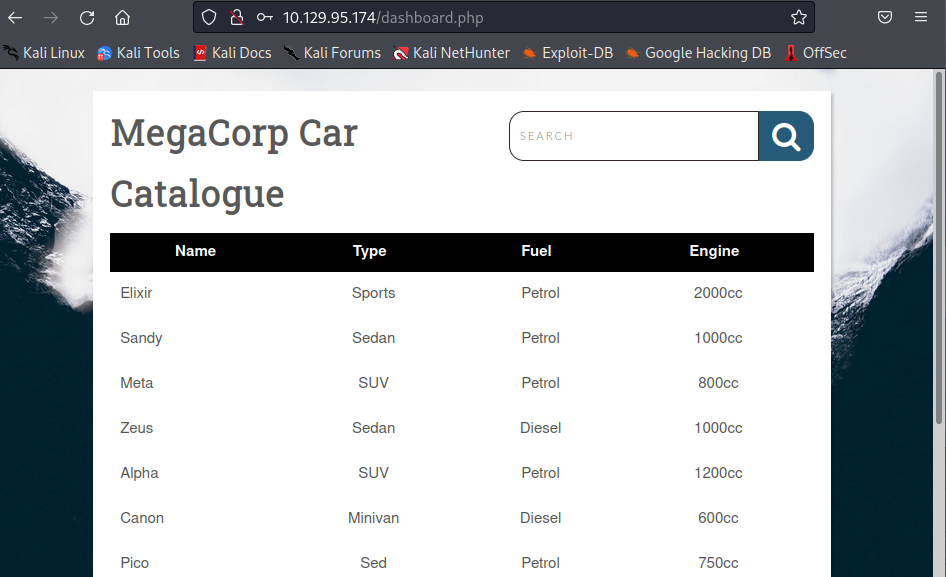 10.129.95.174/dashboard.php
Kali Linux Kali Tools Kali Docs Kali Forums Kali NetHunter Exploit-DB Google Hacking DB OffSec
MegaCorp Car
Catalogue
SEARCH
Name Type Fuel Engine
Elixir Sports Petrol 2000cc
Sandy Sedan Petrol 1000cc
Meta SUV Petrol 800cc
Zeus Sedan Diesel 1000cc
Alpha SUV Petrol 1200cc
Canon Minivan Diesel 600cc
Pico Sed Petrol 750cc